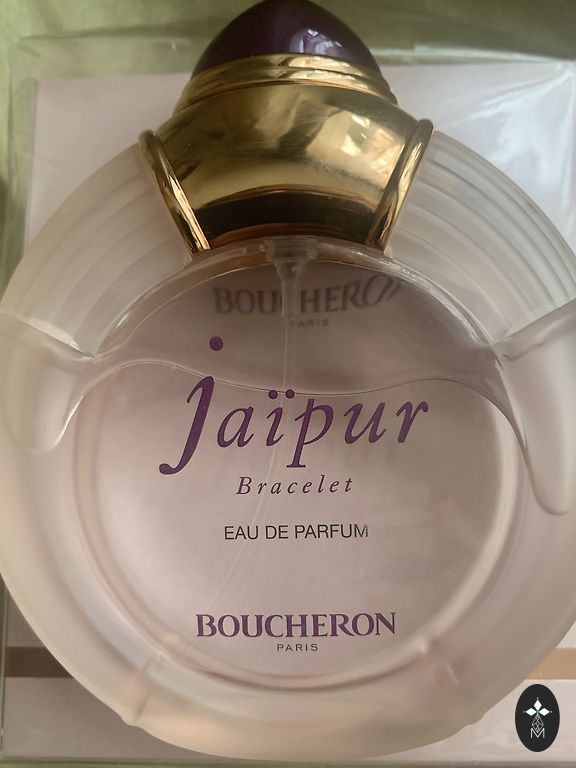 BOUCHERON
PARIS
jaïpur
Bracelet
EAU DE PARFUM
BOUCHERON
PARIS
M